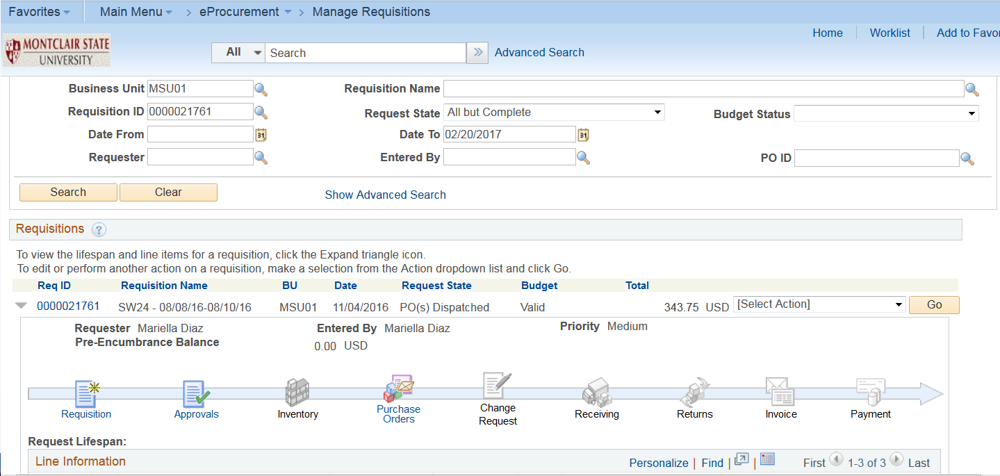 Favorites Main Menu > eProcurement > Manage Requisitions
Home Worklist Add to Favor
MONTCLAIR STATE
UNIVERSITY
All Search >> Advanced Search
Business Unit MSU01 Requisition Name
Requisition ID 0000021761 Request State All but Complete Budget Status
Date From 31 Date To 02/20/2017 31
Requester Entered By PO ID
Search Clear Show Advanced Search
Requisitions ?
To view the lifespan and line items for a requisition, click the Expand triangle icon.
To edit or perform another action on a requisition, make a selection from the Action dropdown list and click Go.
Req ID Requisition Name BU Date Request State Budget Total
0000021761 SW24 - 08/08/16-08/10/16 MSU01 11/04/2016 PO(s) Dispatched Valid 343.75 USD [Select Action] Go
Requester Mariella Diaz Entered By Mariella Diaz Priority Medium
Pre-Encumbrance Balance 0.00 USD
Requisition Approvals Inventory Purchase Orders Change Request Receiving Returns Invoice Payment
Request Lifespan:
Line Information Personalize | Find | | First 1-3 of 3 Last